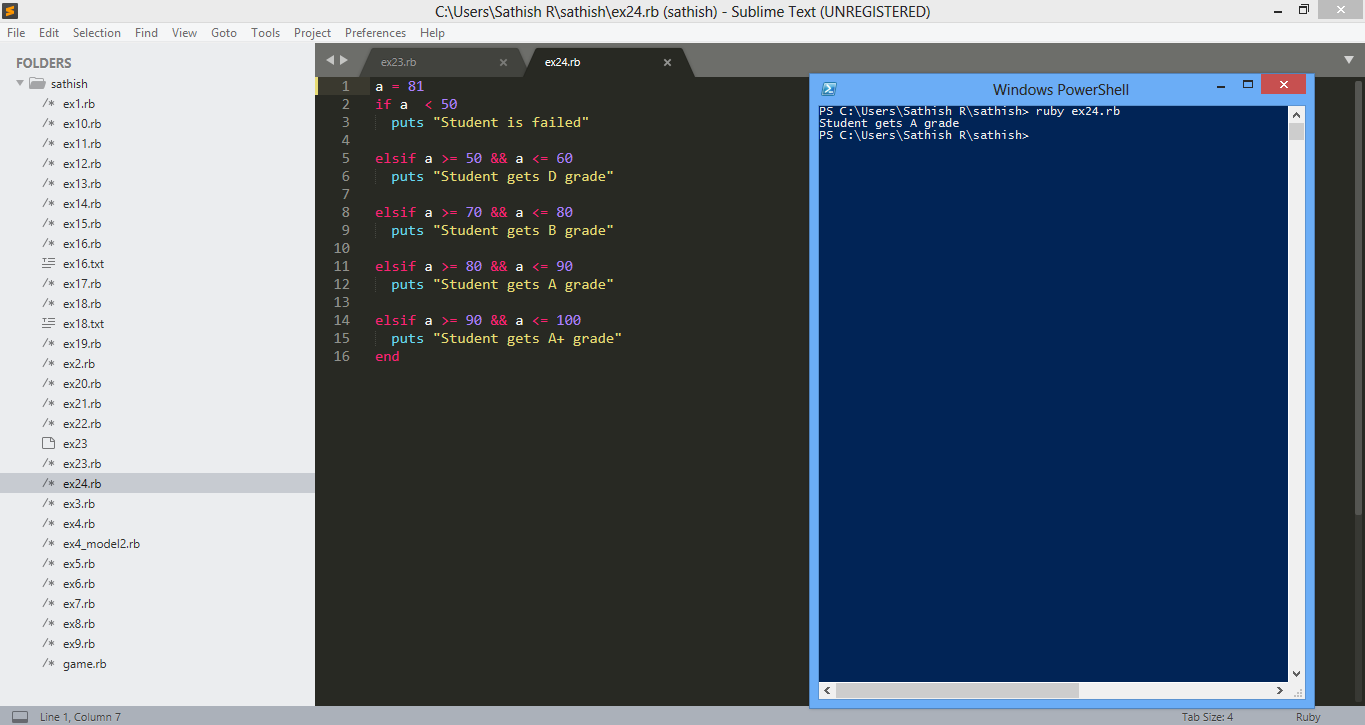 C:\Users\Sathish R\sathish\ex24.rb (sathish) - Sublime Text (UNREGISTERED)
File Edit Selection Find View Goto Tools Project Preferences Help
FOLDERS
sathish
/* ex1.rb
/* ex10.rb
/* ex11.rb
/* ex12.rb
/* ex13.rb
/* ex14.rb
/* ex15.rb
/* ex16.rb
ex16.txt
/* ex17.rb
/* ex18.rb
ex18.txt
/* ex19.rb
/* ex2.rb
/* ex20.rb
/* ex21.rb
/* ex22.rb
ex23
/* ex23.rb
/* ex24.rb
/* ex3.rb
/* ex4.rb
/* ex4_model2.rb
/* ex5.rb
/* ex6.rb
/* ex7.rb
/* ex8.rb
/* ex9.rb
/* game.rb
ex23.rb ex24.rb
1 a = 81
2 if a  < 50
3   puts "Student is failed"
4
5 elsif a >= 50 && a <= 60
6   puts "Student gets D grade"
7
8 elsif a >= 70 && a <= 80
9   puts "Student gets B grade"
10
11 elsif a >= 80 && a <= 90
12   puts "Student gets A grade"
13
14 elsif a >= 90 && a <= 100
15   puts "Student gets A+ grade"
16 end
Windows PowerShell
PS C:\Users\Sathish R\sathish> ruby ex24.rb
Student gets A grade
PS C:\Users\Sathish R\sathish>
Line 1, Column 7 Tab Size: 4 Ruby